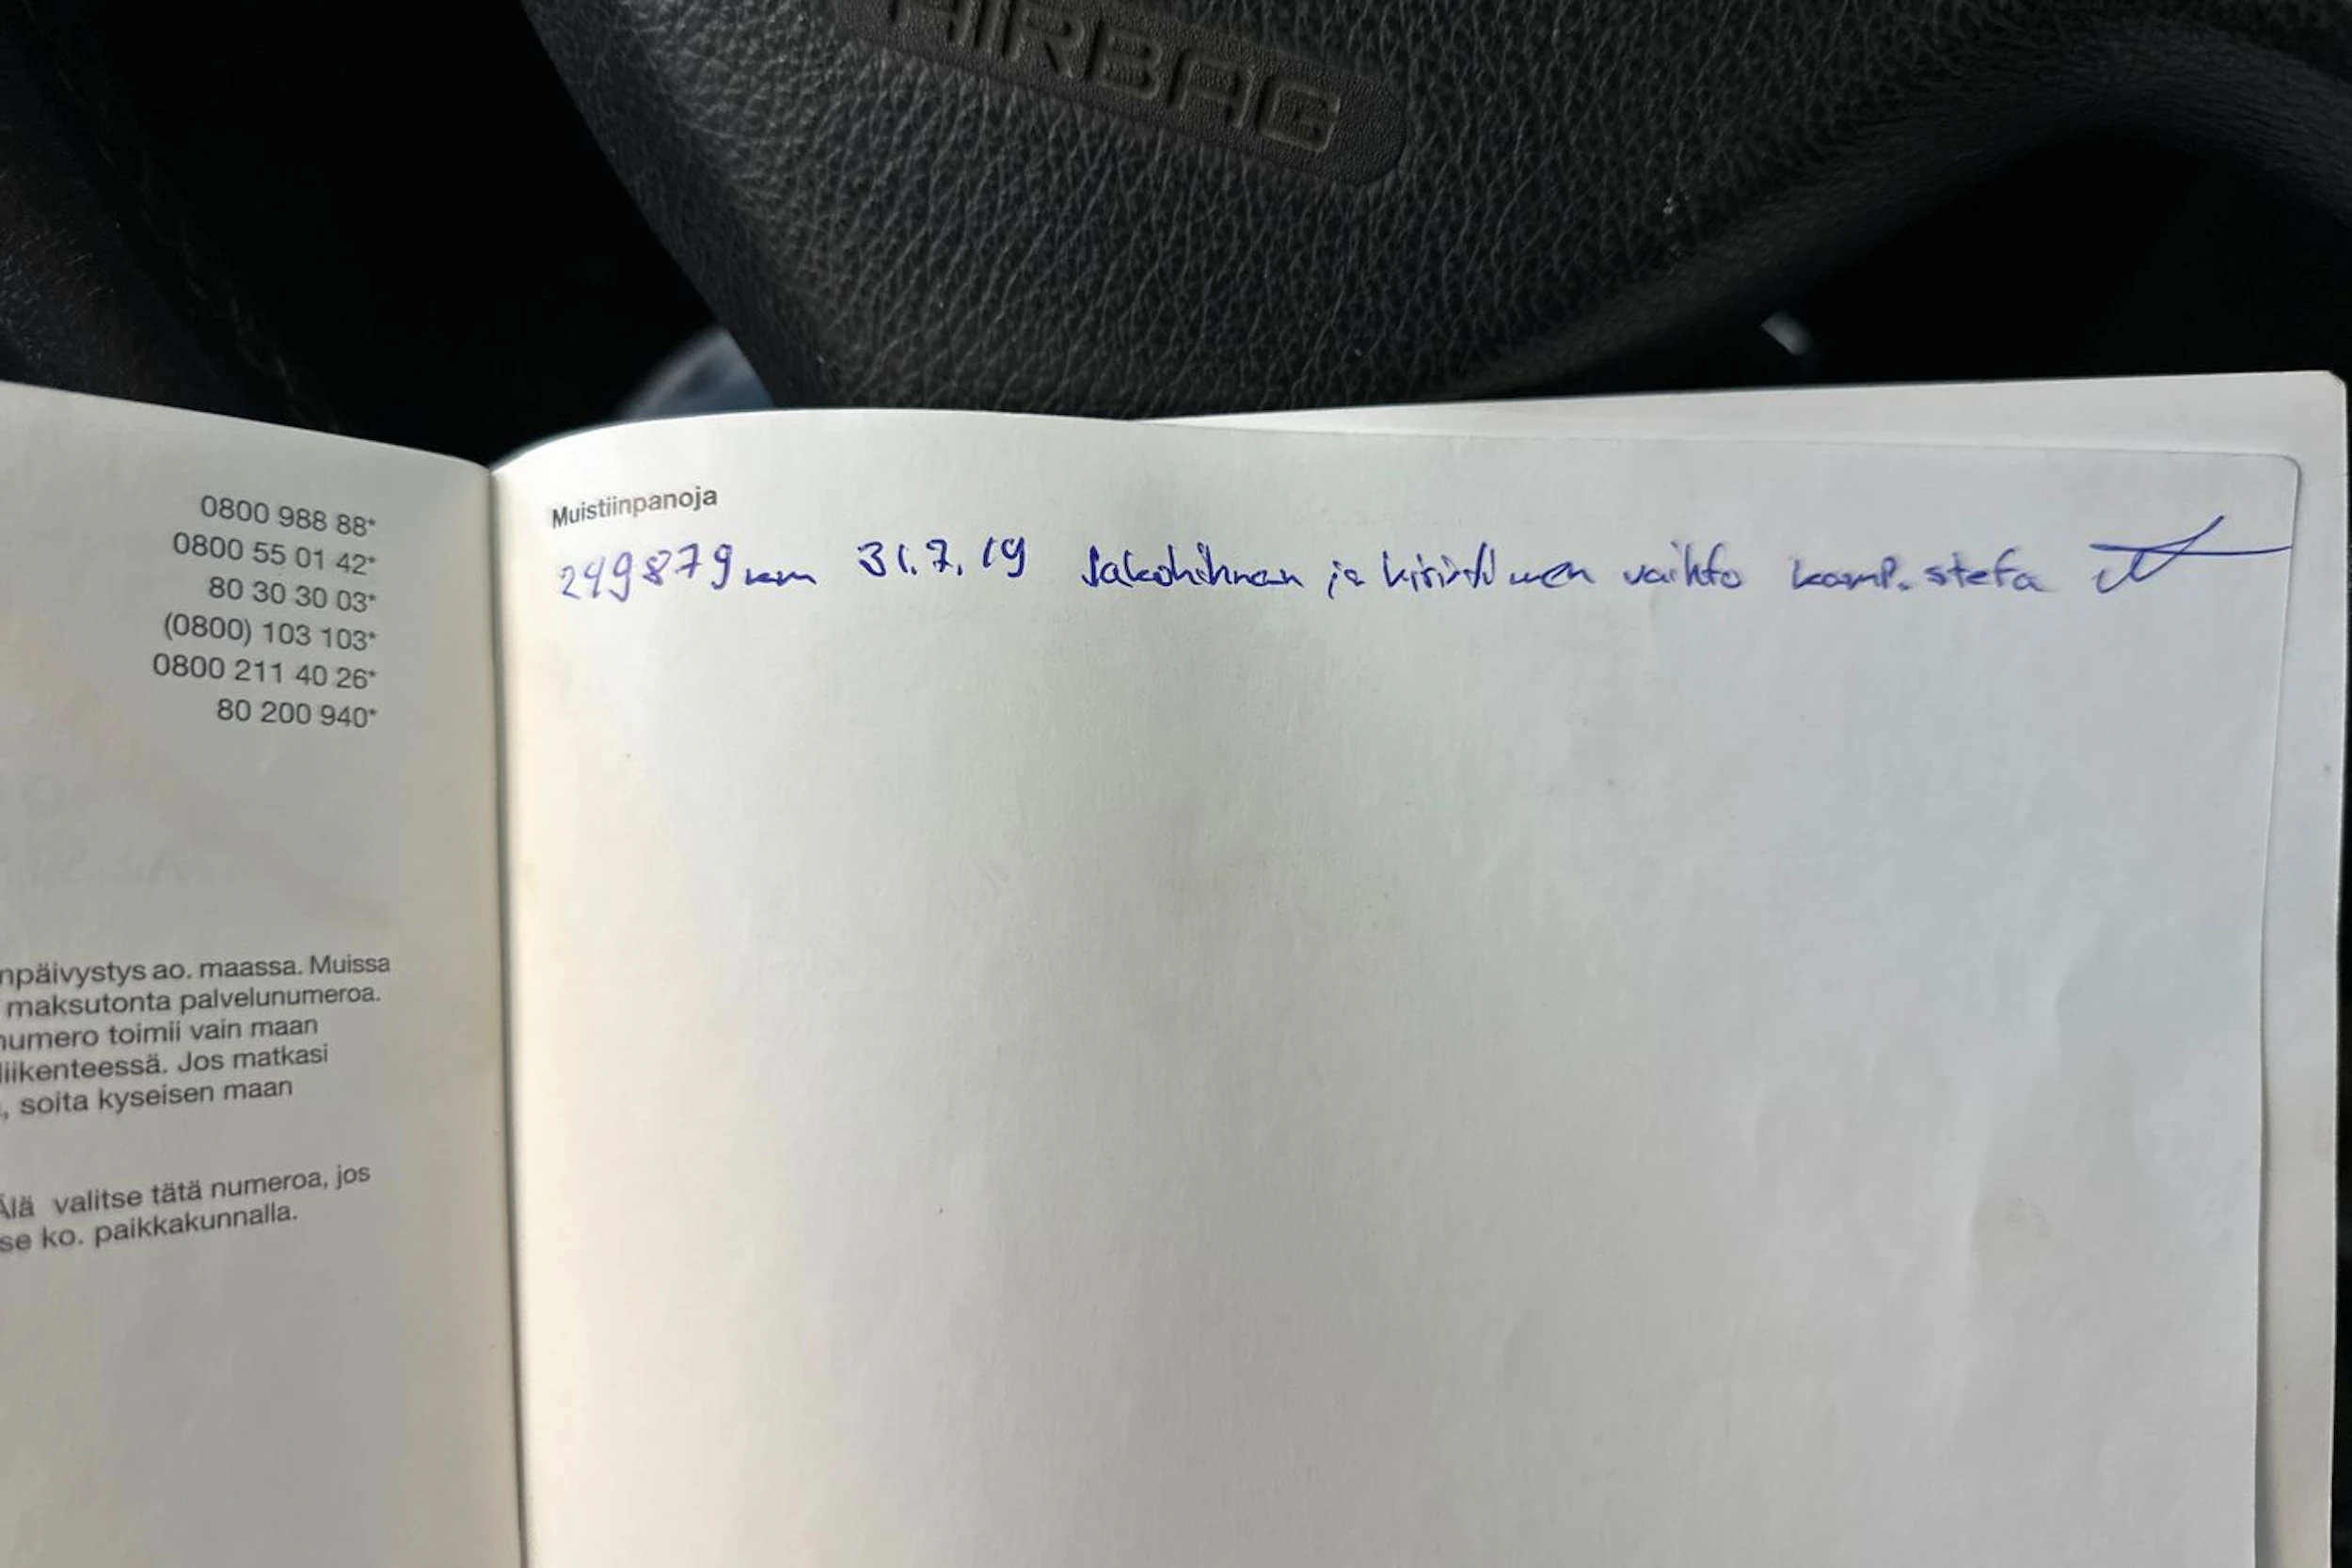 AIRBAG
0800 988 88*
0800 55 01 42*
80 30 30 03*
(0800) 103 103*
0800 211 40 26*
80 200 940*
npäivystys ao. maassa. Muissa
maksutonta palvelunumeroa.
numero toimii vain maan
liikenteessä. Jos matkasi
, soita kyseisen maan
Älä valitse tätä numeroa, jos
se ko. paikkakunnalla.
Muistiinpanoja
249879 km 31.7.19 Jakohihnan ja kiristimen vaihto kamp. stefa